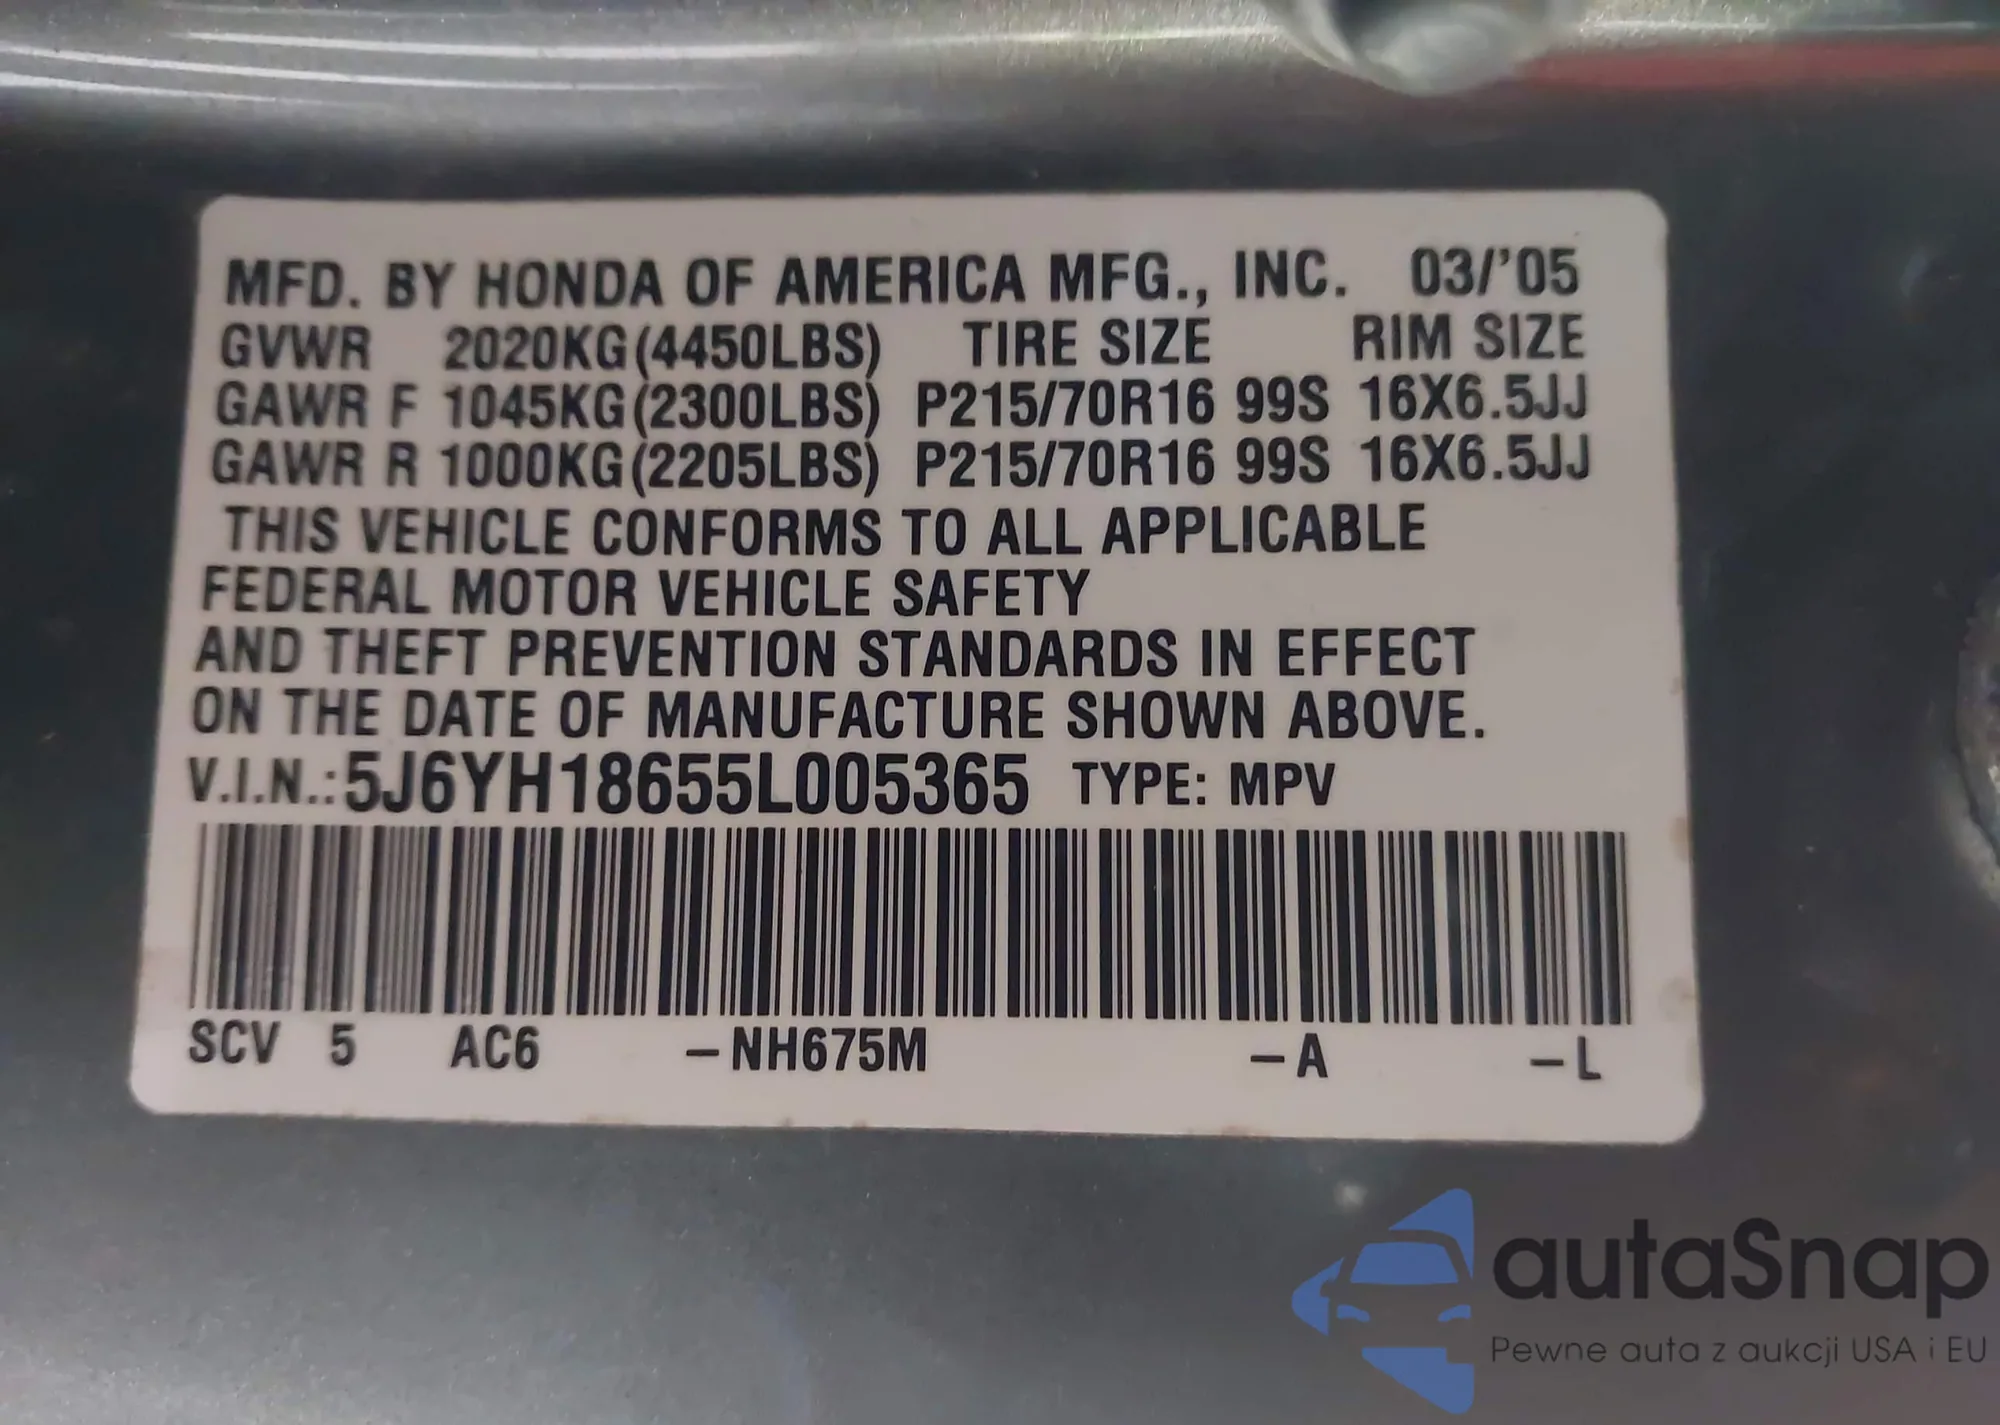 MFD. BY HONDA OF AMERICA MFG., INC. 03/'05
GVWR 2020KG(4450LBS) TIRE SIZE RIM SIZE
GAWR F 1045KG(2300LBS) P215/70R16 99S 16X6.5JJ
GAWR R 1000KG(2205LBS) P215/70R16 99S 16X6.5JJ
THIS VEHICLE CONFORMS TO ALL APPLICABLE
FEDERAL MOTOR VEHICLE SAFETY
AND THEFT PREVENTION STANDARDS IN EFFECT
ON THE DATE OF MANUFACTURE SHOWN ABOVE.
V.I.N.:5J6YH18655L005365 TYPE: MPV
SCV 5 AC6 -NH675M -A -L
autaSnap
Pewne auta z aukcji USA i EU